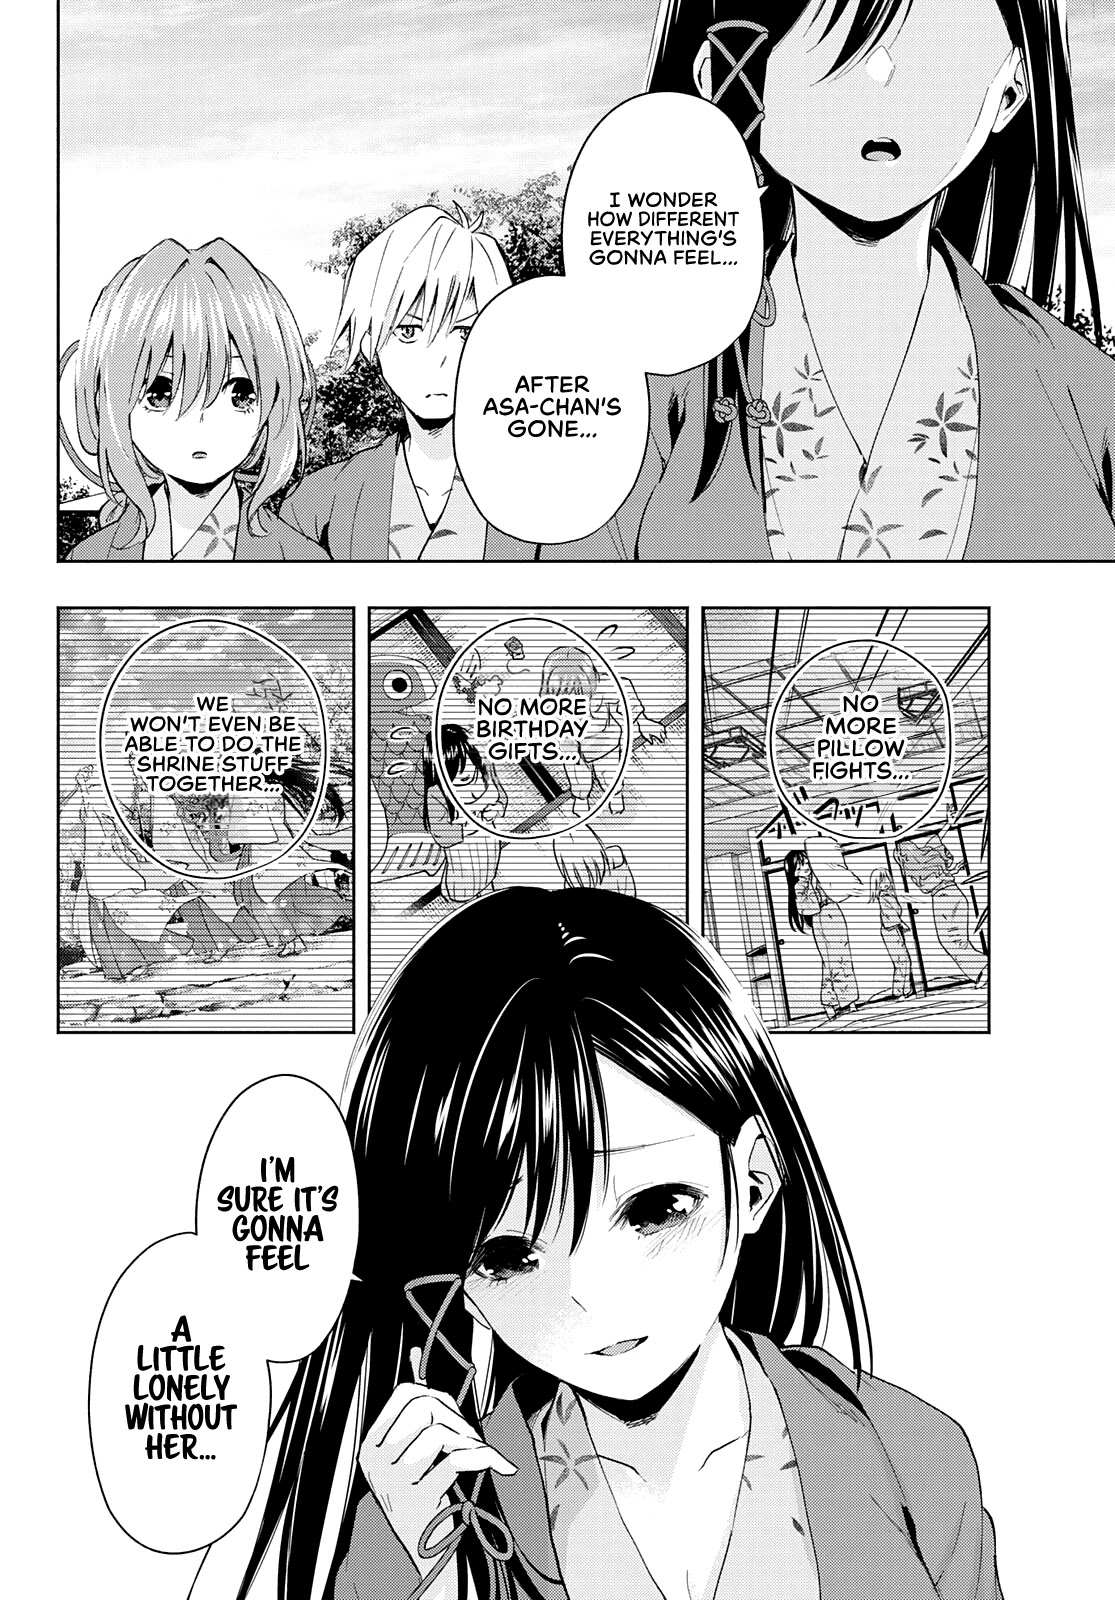 I WONDER
HOW DIFFERENT
EVERYTHING'S
GONNA FEEL...
AFTER
ASA-CHAN'S
GONE...
NO
MORE
PILLOW
FIGHTS...
NO MORE
BIRTHDAY
GIFTS...
WE
WON'T EVEN BE
ABLE TO DO THE
SHRINE STUFF
TOGETHER...
I'M
SURE IT'S
GONNA
FEEL
A
LITTLE
LONELY
WITHOUT
HER...